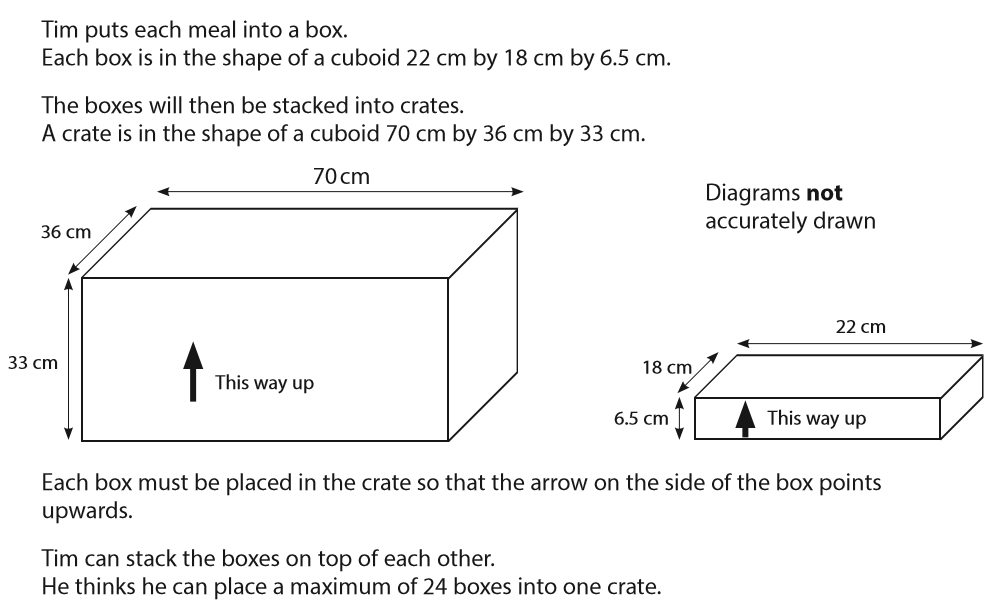 Tim puts each meal into a box.
Each box is in the shape of a cuboid 22 cm by 18 cm by 6.5 cm.
The boxes will then be stacked into crates.
A crate is in the shape of a cuboid 70 cm by 36 cm by 33 cm.
70 cm
Diagrams not
accurately drawn
36 cm
22 cm
33 cm
18 cm
This way up
6.5 cm
This way up
Each box must be placed in the crate so that the arrow on the side of the box points
upwards.
Tim can stack the boxes on top of each other.
He thinks he can place a maximum of 24 boxes into one crate.